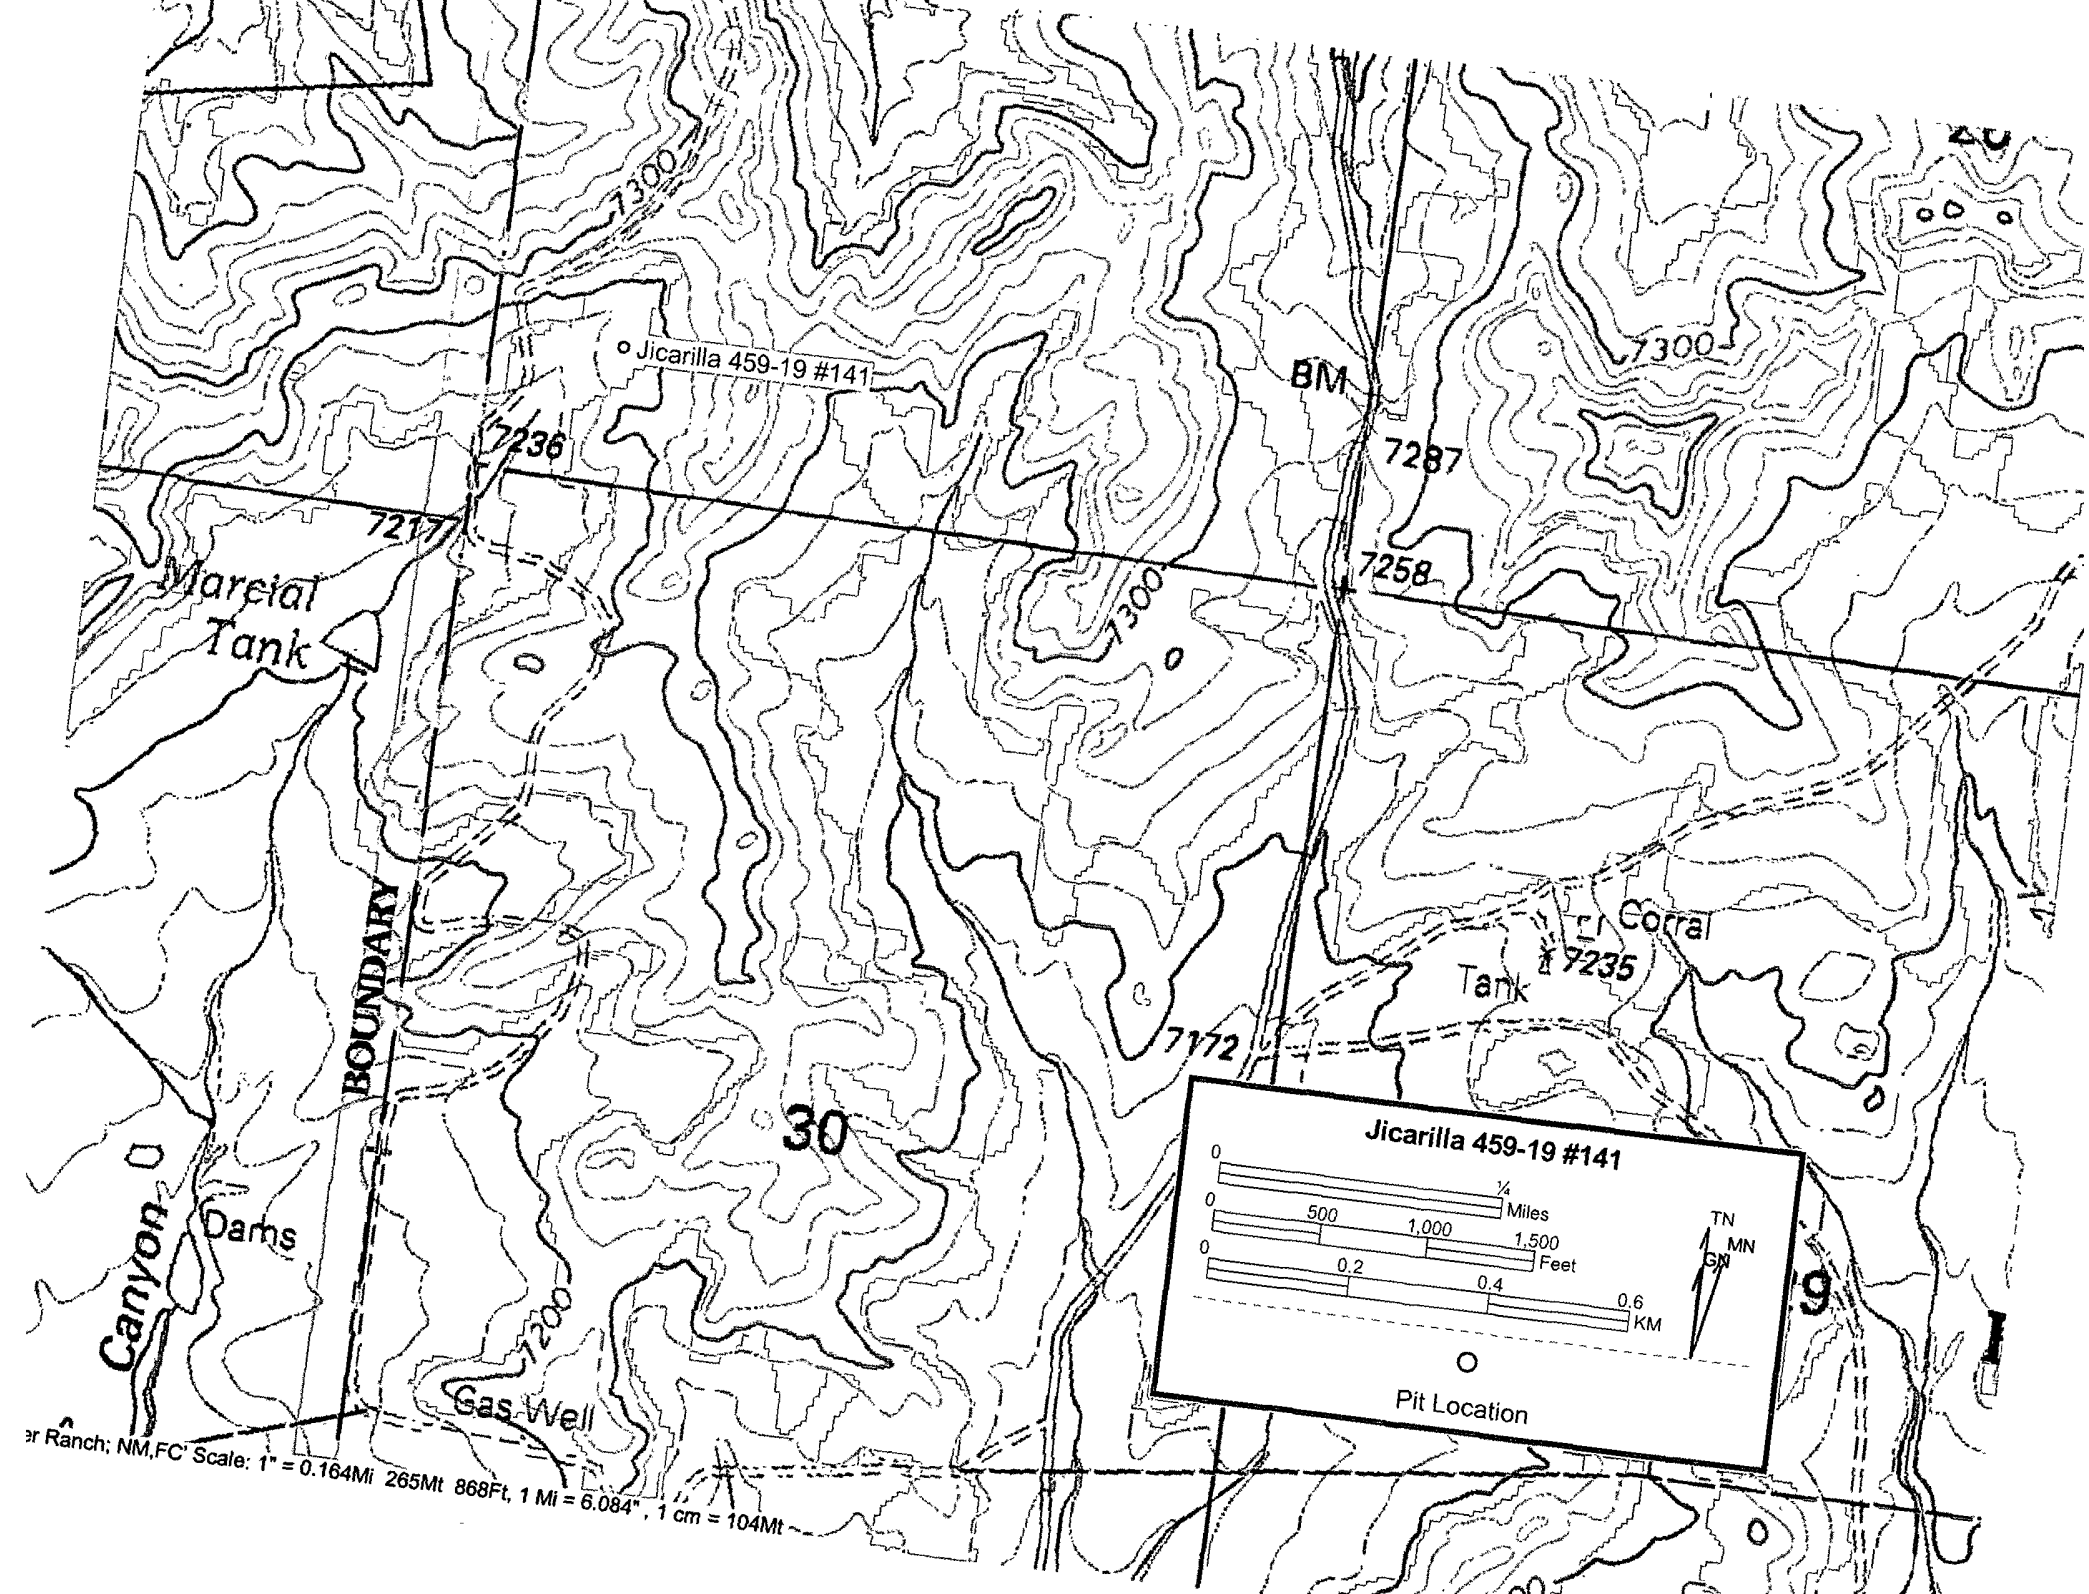 7300
Jicarilla 459-19 #141
BM
7300
7236
7287
7217
7258
Marcial
Tank
7300
Corral
7235
Tank
BOUNDARY
7172
30
Jicarilla 459-19 #141
0
¼
Miles
0
500
1,000
1,500
Feet
0
0.2
0.4
0.6
KM
TN
MN
GN
Pit Location
9
Dams
Canyon
7200
Gas Well
er Ranch; NM,FC' Scale: 1" = 0.164Mi 265Mt 868Ft, 1 Mi = 6.084", 1 cm = 104Mt